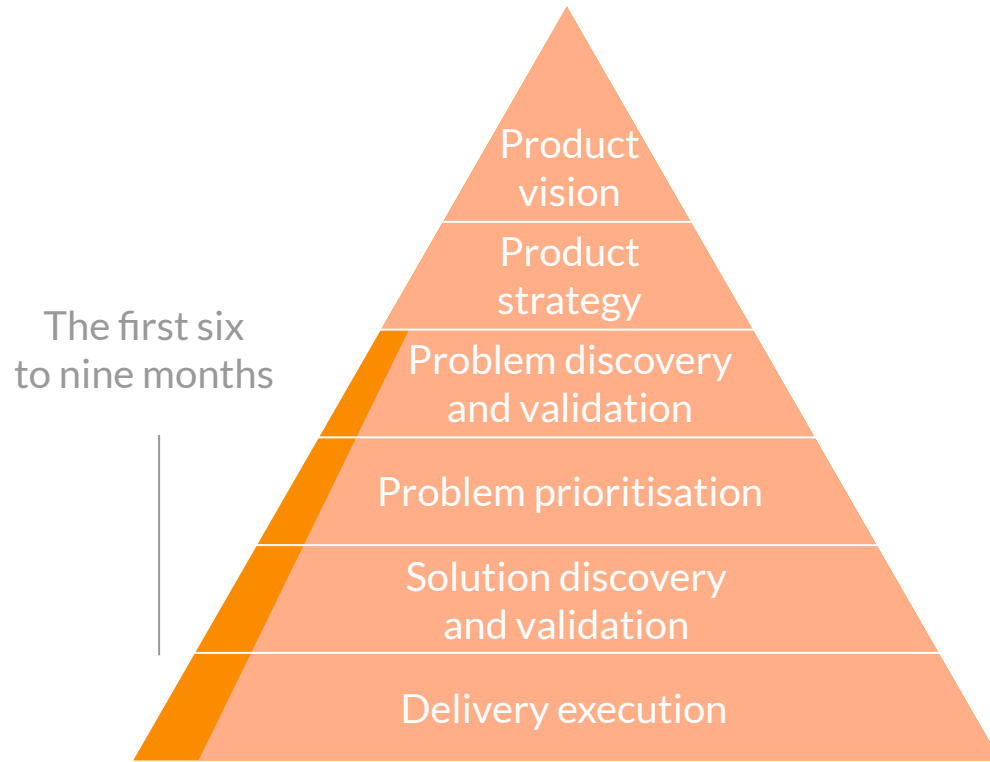 Product
vision
Product
strategy
The first six
to nine months
Problem discovery
and validation
Problem prioritisation
Solution discovery
and validation
Delivery execution